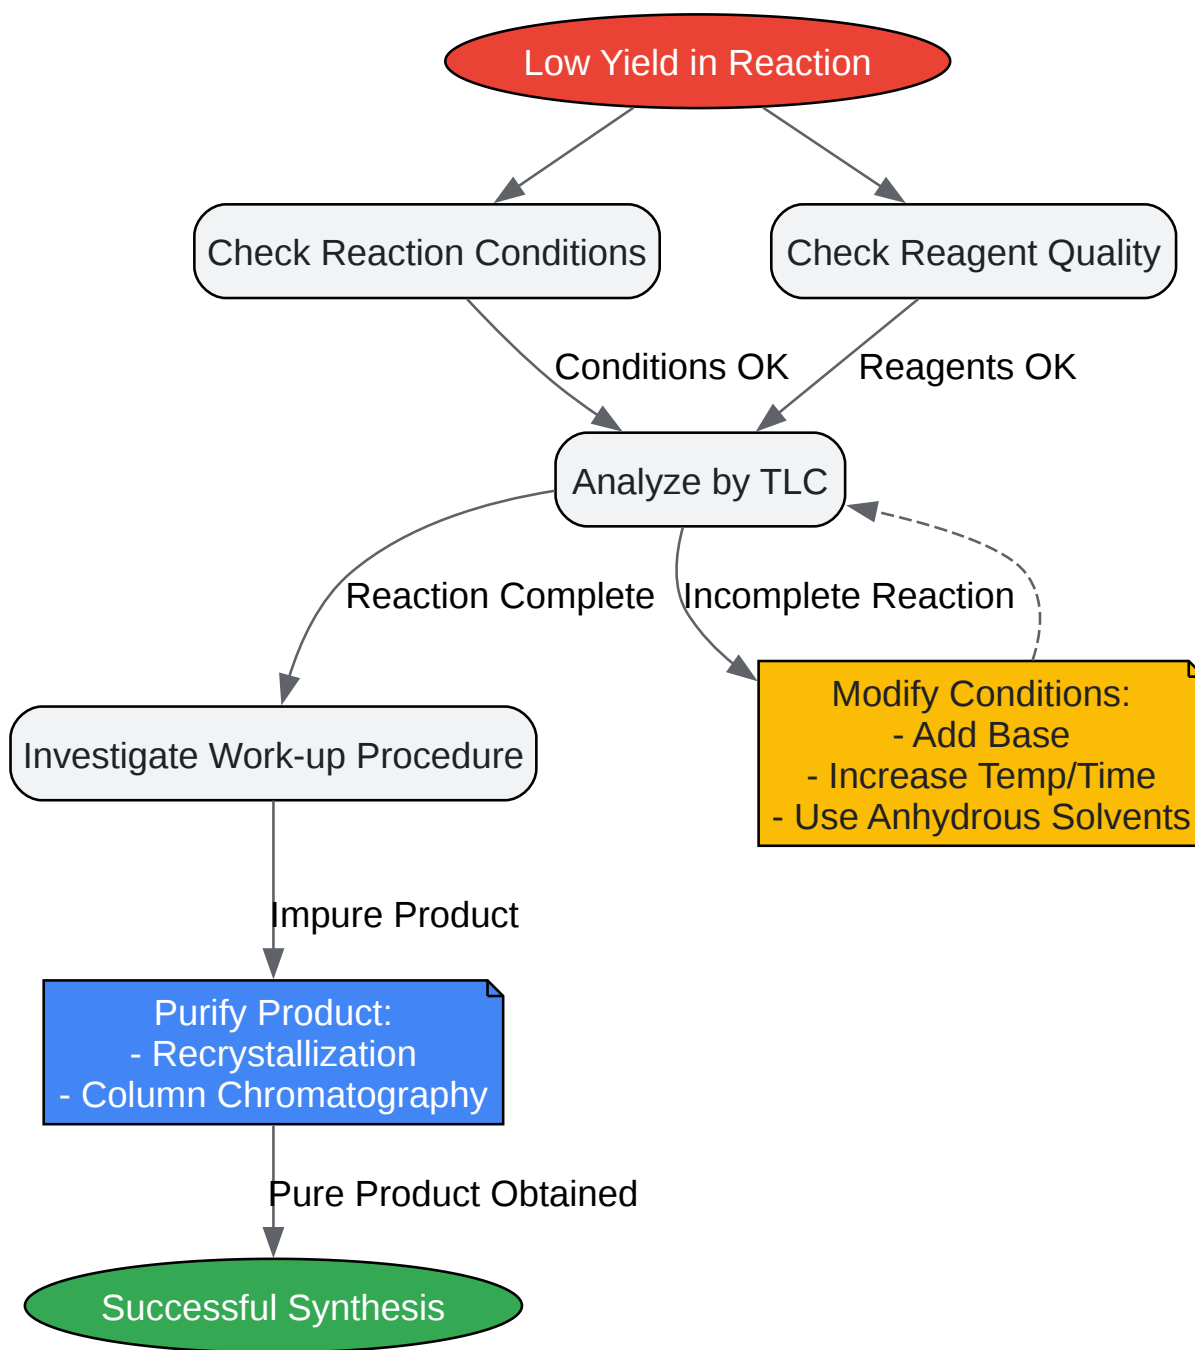 Low Yield in Reaction
Check Reaction Conditions
Check Reagent Quality
Conditions OK
Reagents OK
Analyze by TLC
Reaction Complete
Incomplete Reaction
Modify Conditions:
- Add Base
- Increase Temp/Time
- Use Anhydrous Solvents
Investigate Work-up Procedure
Impure Product
Purify Product:
- Recrystallization
- Column Chromatography
Pure Product Obtained
Successful Synthesis